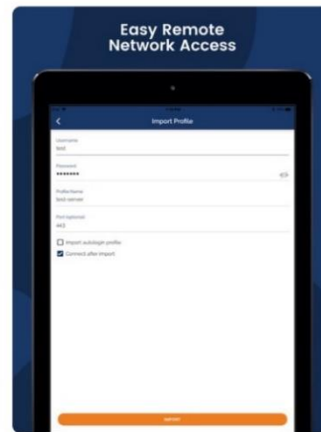 Easy Remote
Network Access
Import Profile
Username
test
Password
•••••••
Profile Name
test-server
Port (optional)
443
Import autologin profile
Connect after import
IMPORT